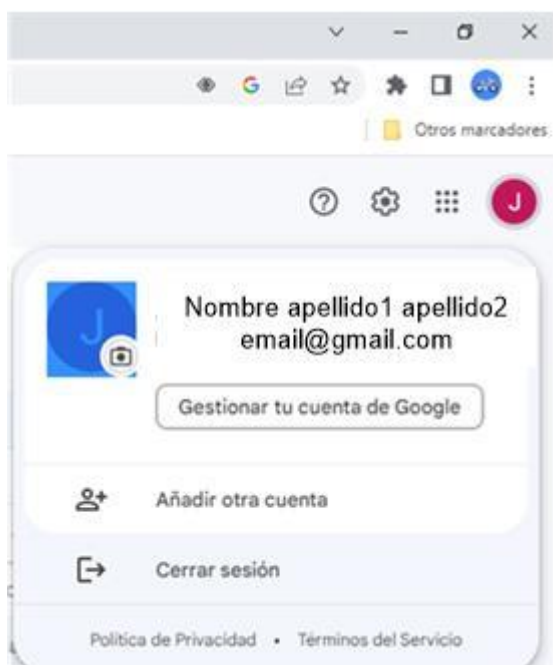 Otros marcadores
J
J
Nombre apellido1 apellido2
email@gmail.com
Gestionar tu cuenta de Google
Añadir otra cuenta
Cerrar sesión
Política de Privacidad • Términos del Servicio